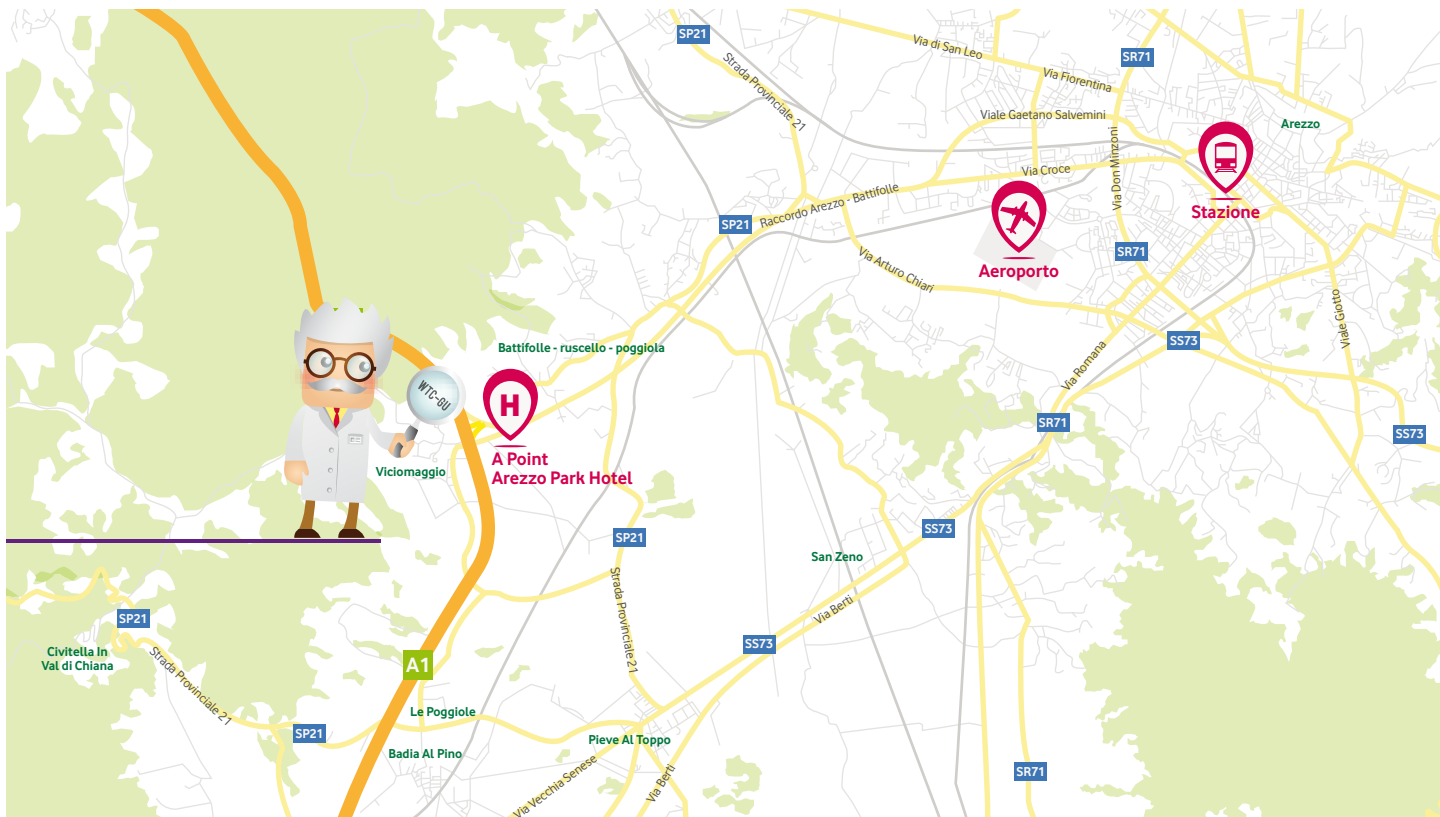 SP21
Via di San Leo
SR71
Strada Provinciale 21
Via Fiorentina
Viale Gaetano Salvemini
Arezzo
Via Don Minzoni
Via Croce
Stazione
Raccordo Arezzo - Battifolle
SP21
Aeroporto
SR71
Via Arturo Chiari
Viale Giotto
SS73
Battifolle - ruscello - poggiola
Via Romana
WTC-GU
H
SR71
SS73
A Point
Arezzo Park Hotel
Viciomaggio
SS73
SP21
San Zeno
Strada Provinciale 21
Via Berti
SP21
SS73
Civitella In
Val di Chiana
A1
Strada Provinciale 21
Le Poggiole
SP21
Pieve Al Toppo
Badia Al Pino
Via Vecchia Senese
Via Berti
SR71